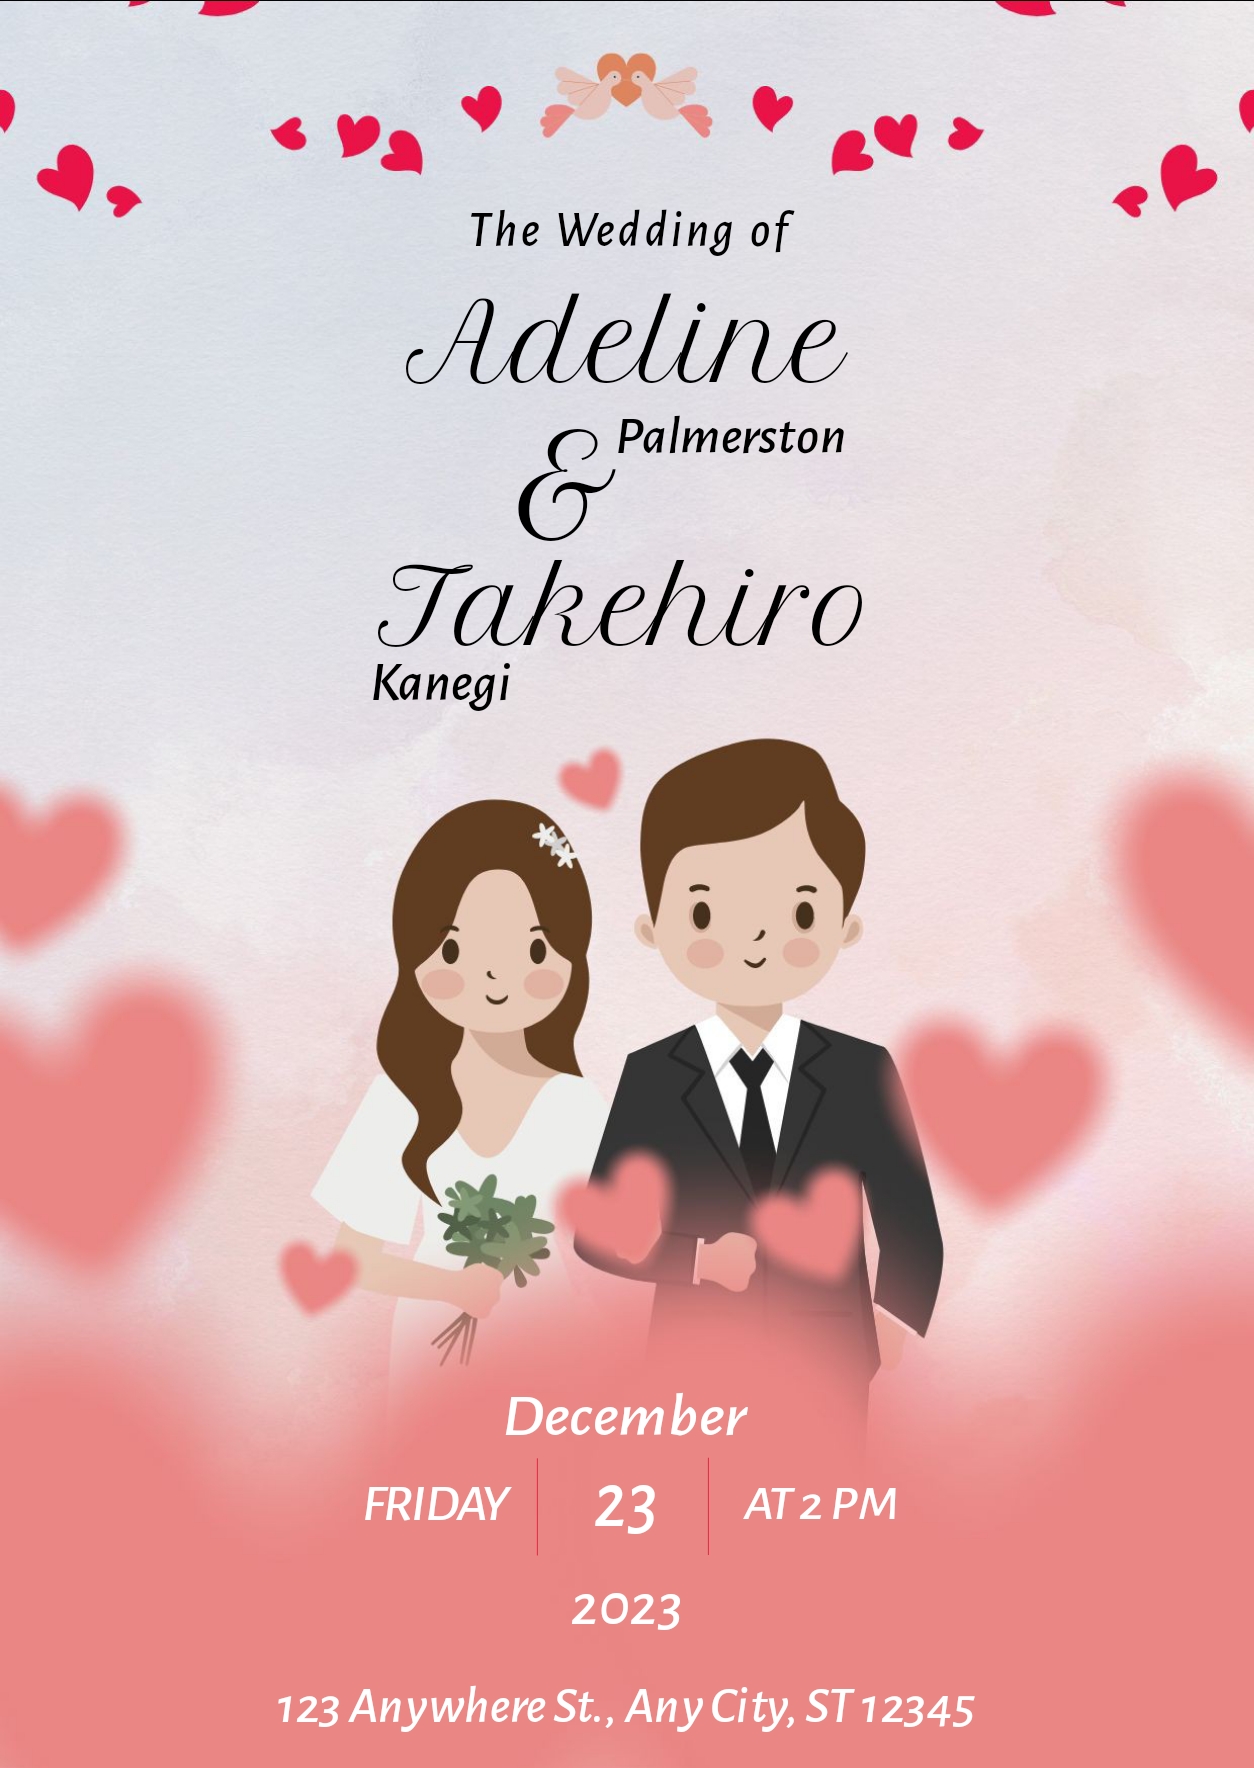 The Wedding of
Adeline
Palmerston
&
Takehiro
Kanegi
December
FRIDAY 23 AT 2 PM
2023
123 Anywhere St., Any City, ST 12345